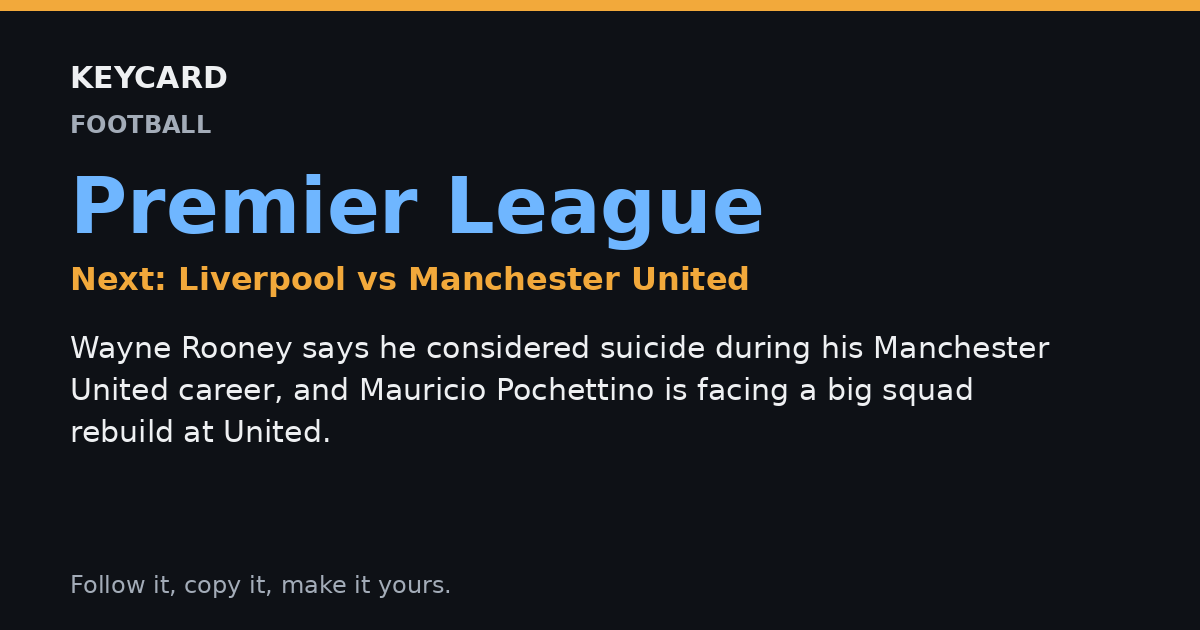 KEYCARD
FOOTBALL
Premier League
Next: Liverpool vs Manchester United
Wayne Rooney says he considered suicide during his Manchester
United career, and Mauricio Pochettino is facing a big squad
rebuild at United.
Follow it, copy it, make it yours.